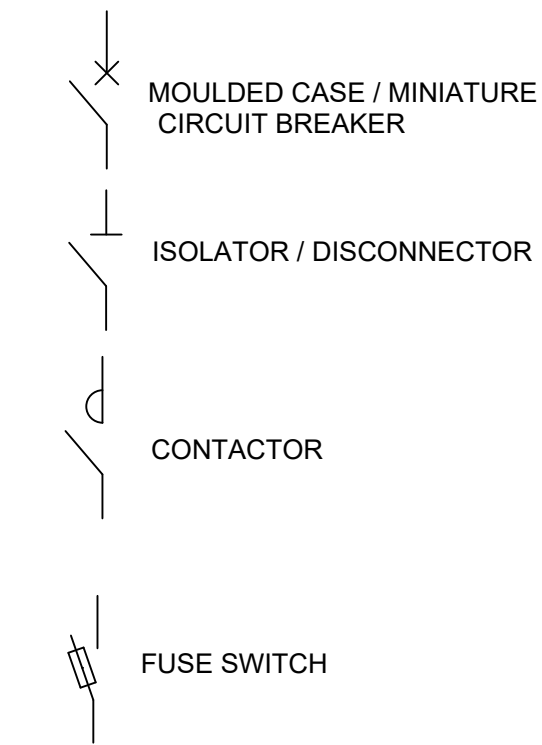 MOULDED CASE / MINIATURE
CIRCUIT BREAKER
ISOLATOR / DISCONNECTOR
CONTACTOR
FUSE SWITCH